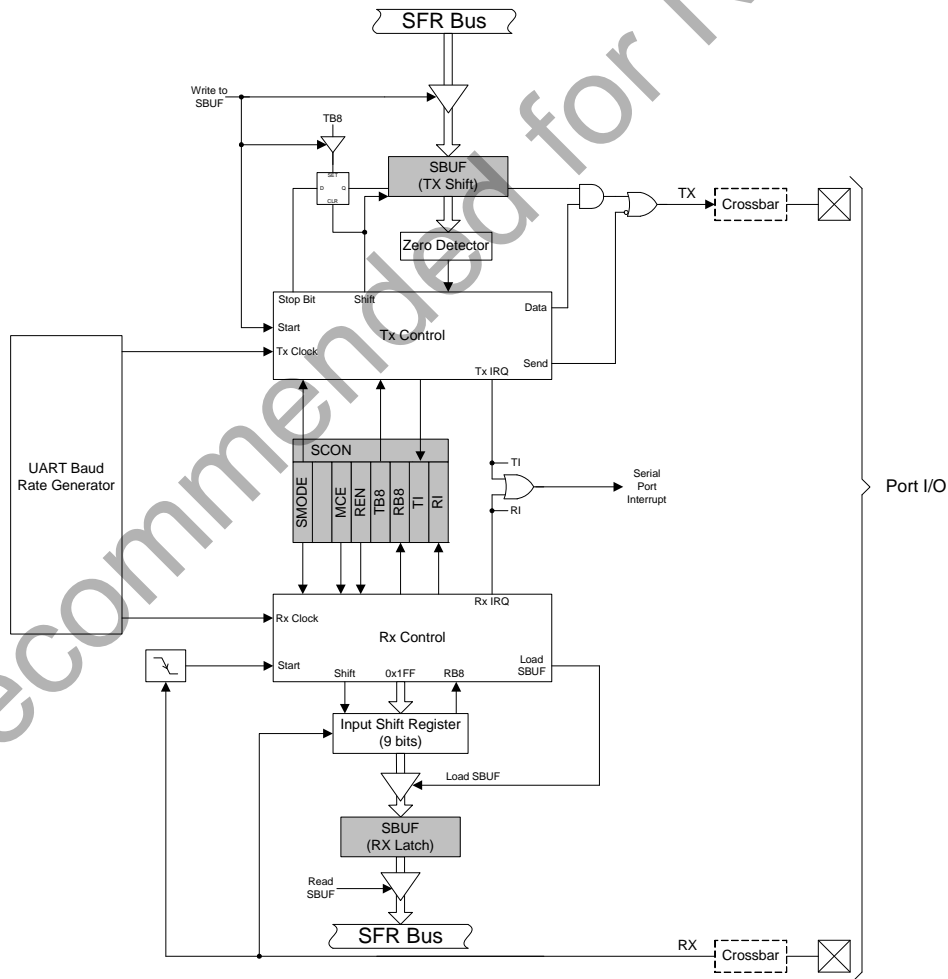 SFR Bus
Write to
SBUF
TB8
SET
D
Q
CLR
SBUF
(TX Shift)
TX
Crossbar
Zero Detector
Stop Bit
Shift
Start
Tx Control
Data
Tx Clock
Send
Tx IRQ
UART Baud
Rate Generator
SCON
SMODE
MCE
REN
TB8
RB8
TI
RI
TI
RI
Serial
Port
Interrupt
Port I/O
Rx IRQ
Rx Clock
Rx Control
Start
Load
SBUF
Shift
0x1FF
RB8
Input Shift Register
(9 bits)
Load SBUF
SBUF
(RX Latch)
Read
SBUF
SFR Bus
RX
Crossbar
ecommended for